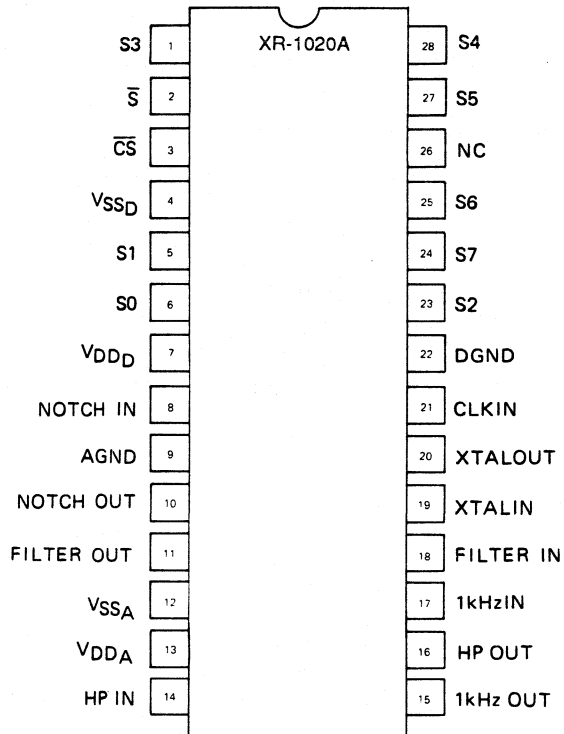 XR-1020A
S3 1 28 S4
S̅ 2 27 S5
C̅S̅ 3 26 NC
VSSD 4 25 S6
S1 5 24 S7
S0 6 23 S2
VDDD 7 22 DGND
NOTCH IN 8 21 CLKIN
AGND 9 20 XTALOUT
NOTCH OUT 10 19 XTALIN
FILTER OUT 11 18 FILTER IN
VSSA 12 17 1kHzIN
VDDA 13 16 HP OUT
HP IN 14 15 1kHz OUT